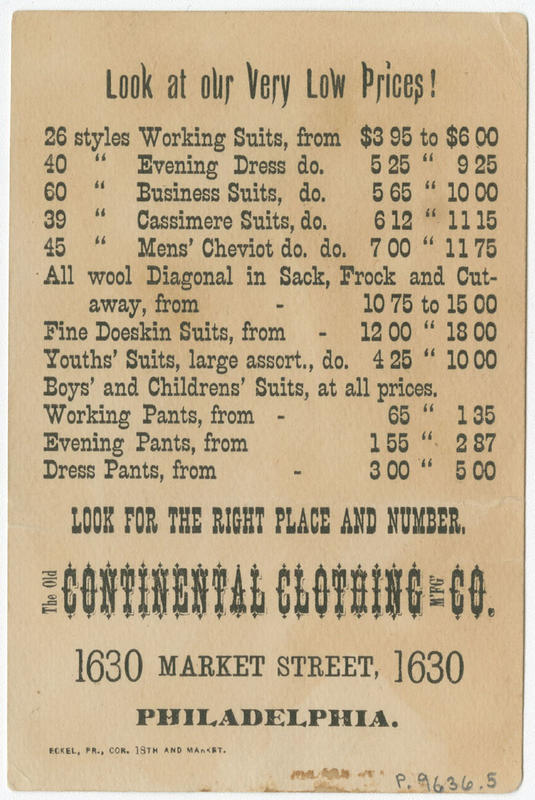 Look at our Very Low Prices!
26 styles Working Suits, from $3 95 to $6 00
40 “ Evening Dress do. 5 25 “ 9 25
60 “ Business Suits, do. 5 65 “ 10 00
39 “ Cassimere Suits, do. 6 12 “ 11 15
45 “ Mens' Cheviot do. do. 7 00 “ 11 75
All wool Diagonal in Sack, Frock and Cut-
away, from - 10 75 to 15 00
Fine Doeskin Suits, from - 12 00 “ 18 00
Youths' Suits, large assort., do. 4 25 “ 10 00
Boys' and Childrens' Suits, at all prices.
Working Pants, from - 65 “ 1 35
Evening Pants, from 1 55 “ 2 87
Dress Pants, from - 3 00 “ 5 00
LOOK FOR THE RIGHT PLACE AND NUMBER.
The Old CONTINENTAL CLOTHING M'F'G' CO.
1630 MARKET STREET, 1630
PHILADELPHIA.
ECKEL, PR., COR. 18TH AND MARKET.
P.9636.5